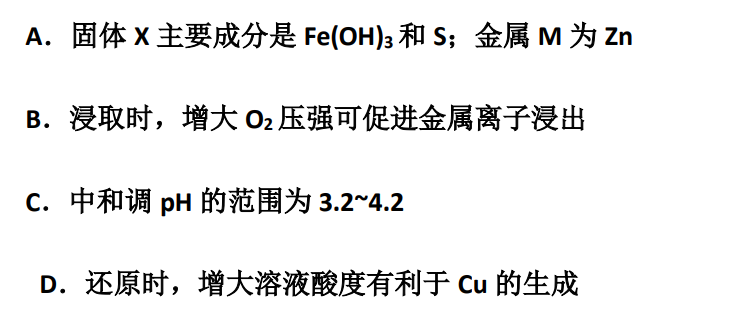 A．固体 X 主要成分是 Fe(OH)₃ 和 S；金属 M 为 Zn
B．浸取时，增大 O₂ 压强可促进金属离子浸出
C．中和调 pH 的范围为 3.2~4.2
D．还原时，增大溶液酸度有利于 Cu 的生成